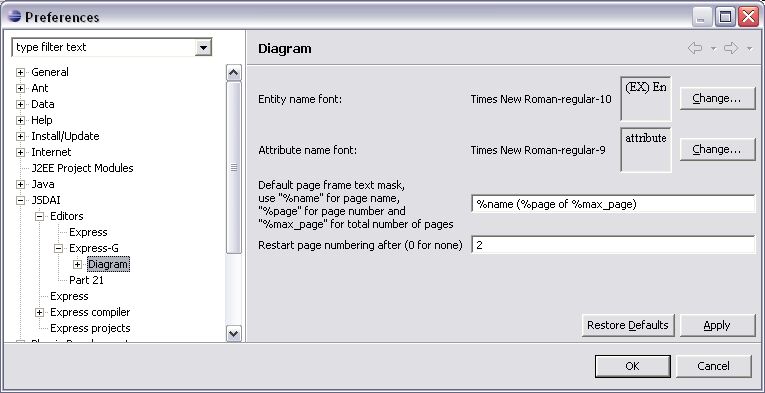 Preferences
type filter text
General
Ant
Data
Help
Install/Update
Internet
J2EE Project Modules
Java
JSDAI
Editors
Express
Express-G
Diagram
Part 21
Express
Express compiler
Express projects
Diagram
Entity name font:
Times New Roman-regular-10
(EX) En
Change...
Attribute name font:
Times New Roman-regular-9
attribute
Change...
Default page frame text mask,
use "%name" for page name,
"%page" for page number and
"%max_page" for total number of pages
%name (%page of %max_page)
Restart page numbering after (0 for none)
2
Restore Defaults
Apply
OK
Cancel